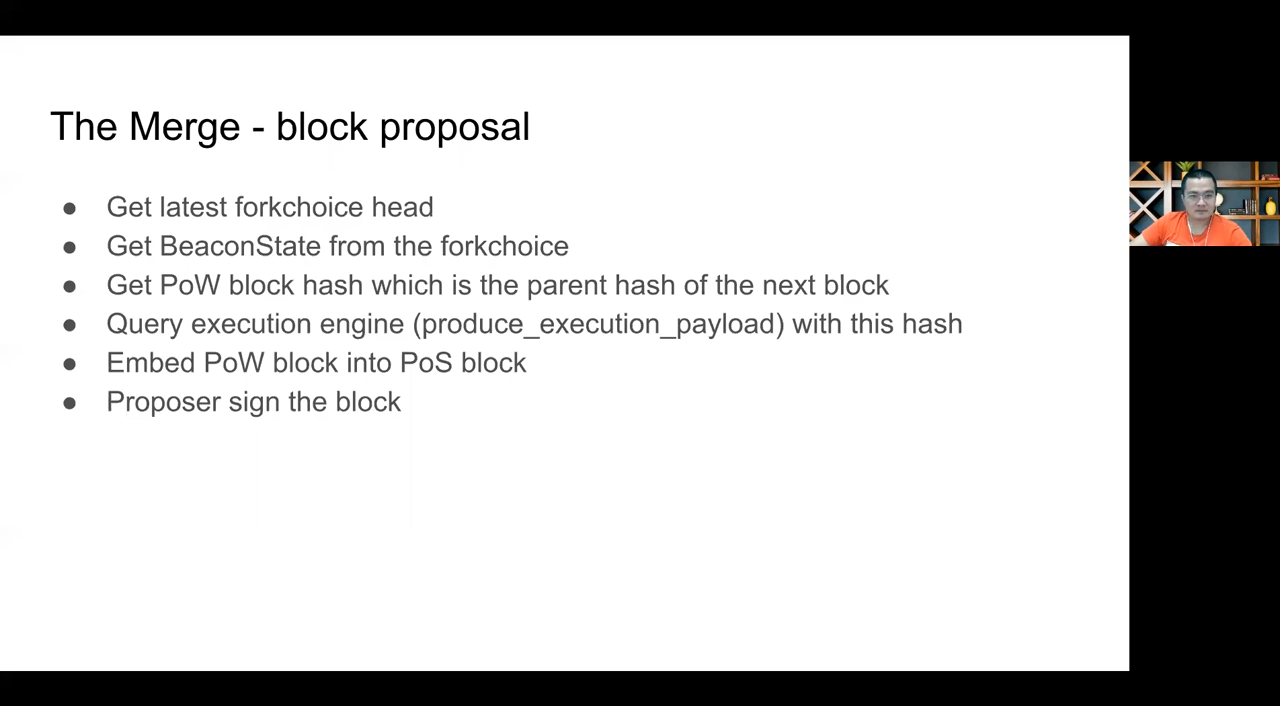 The Merge - block proposal
● Get latest forkchoice head
● Get BeaconState from the forkchoice
● Get PoW block hash which is the parent hash of the next block
● Query execution engine (produce_execution_payload) with this hash
● Embed PoW block into PoS block
● Proposer sign the block